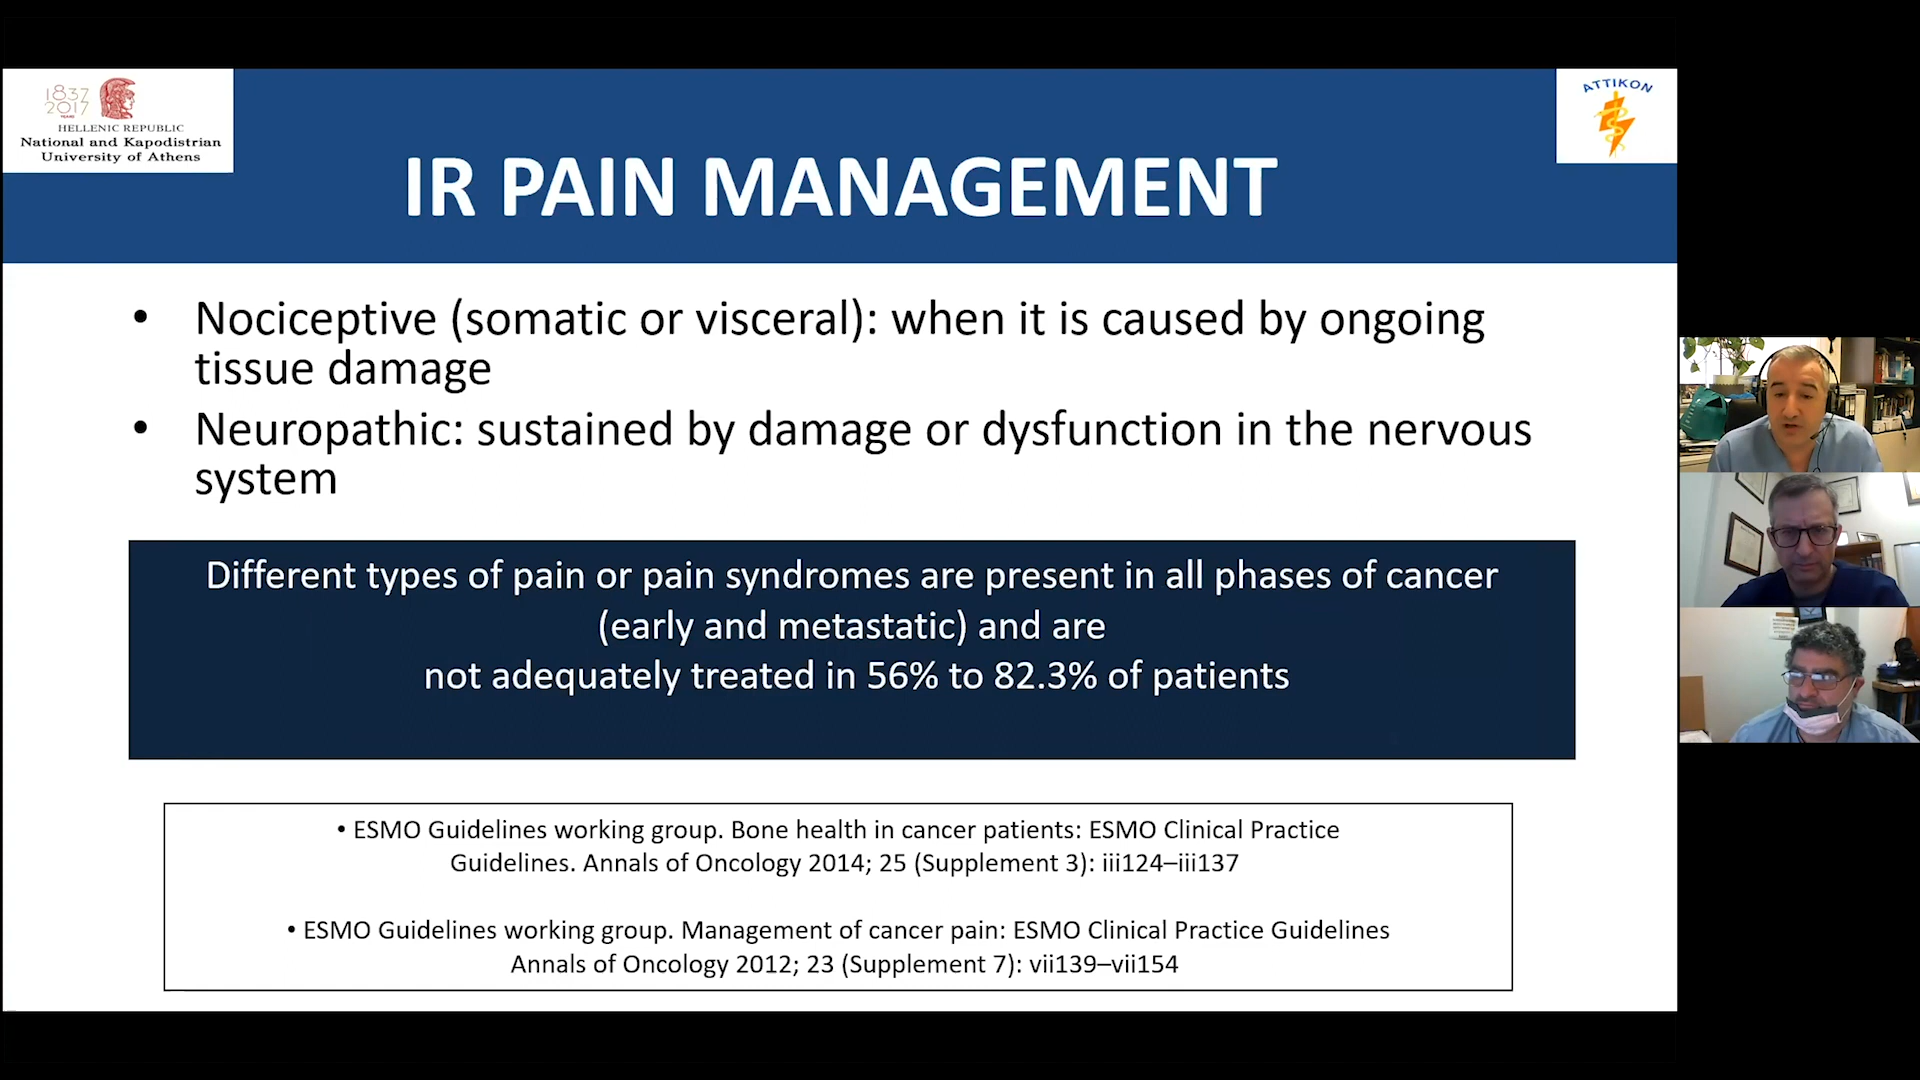 1837
2017
YEARS
HELLENIC REPUBLIC
National and Kapodistrian
University of Athens
ATTIKON
IR PAIN MANAGEMENT
• Nociceptive (somatic or visceral): when it is caused by ongoing
tissue damage
• Neuropathic: sustained by damage or dysfunction in the nervous
system
Different types of pain or pain syndromes are present in all phases of cancer
(early and metastatic) and are
not adequately treated in 56% to 82.3% of patients
• ESMO Guidelines working group. Bone health in cancer patients: ESMO Clinical Practice
Guidelines. Annals of Oncology 2014; 25 (Supplement 3): iii124–iii137
• ESMO Guidelines working group. Management of cancer pain: ESMO Clinical Practice Guidelines
Annals of Oncology 2012; 23 (Supplement 7): vii139–vii154